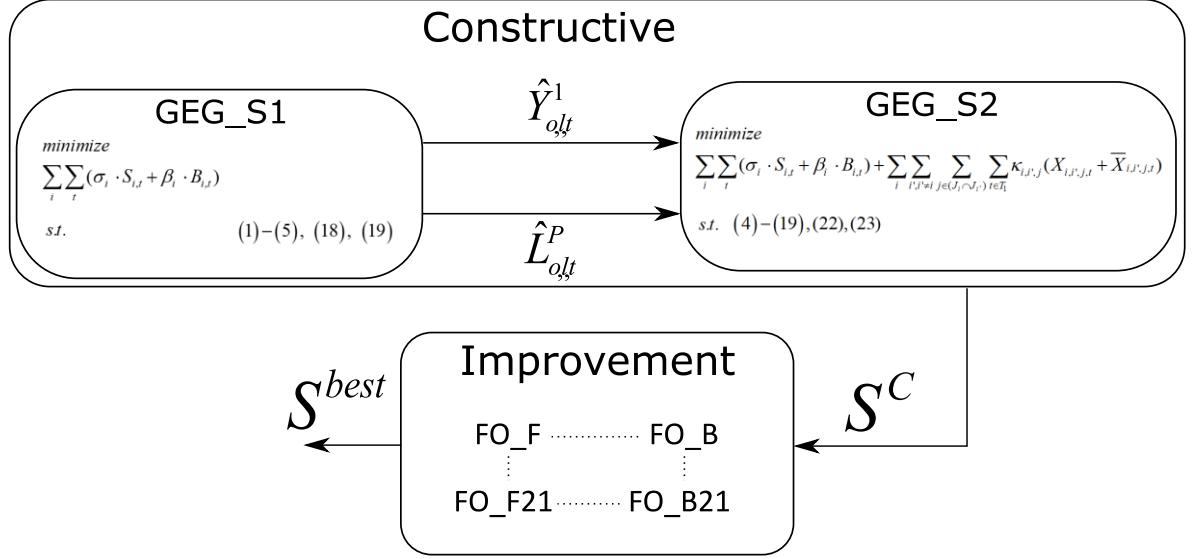 Constructive
GEG_S1
minimize
∑_i ∑_t (σ_i · S_{i,t} + β_i · B_{i,t})
s.t. (1)−(5), (18), (19)
Ŷ^1_{o,l,t}
L̂^P_{o,l,t}
GEG_S2
minimize
∑_i ∑_t (σ_i · S_{i,t} + β_i · B_{i,t}) + ∑_i ∑_{i',i'≠i} ∑_{j∈(J_i∩J_{i'})} ∑_{t∈T_1} κ_{i,i',j} (X_{i,i',j,t} + X̄_{i,i',j,t})
s.t. (4)−(19),(22),(23)
Improvement
S^{best}
S^C
FO_F FO_B
FO_F21 FO_B21